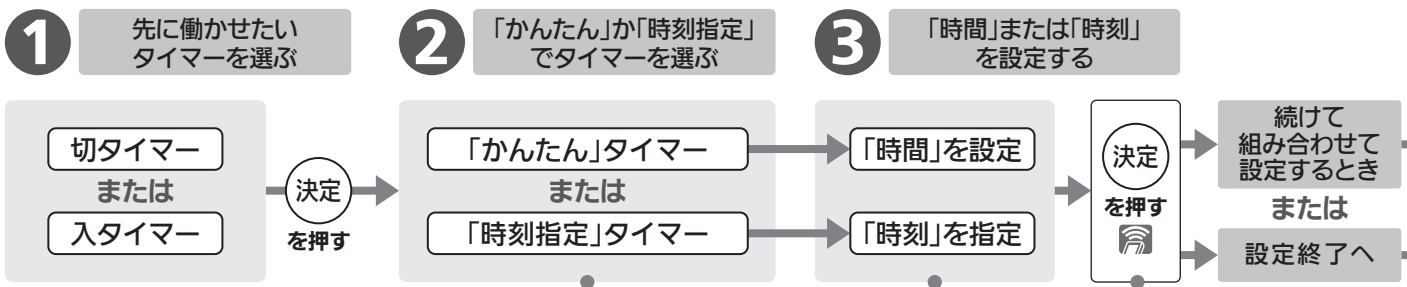 1
先に働かせたい
タイマーを選ぶ
2
「かんたん」か「時刻指定」
でタイマーを選ぶ
3
「時間」または「時刻」
を設定する
切タイマー
または
入タイマー
決定
を押す
「かんたん」タイマー
または
「時刻指定」タイマー
「時間」を設定
「時刻」を指定
決定
を押す
続けて
組み合わせて
設定するとき
または
設定終了へ